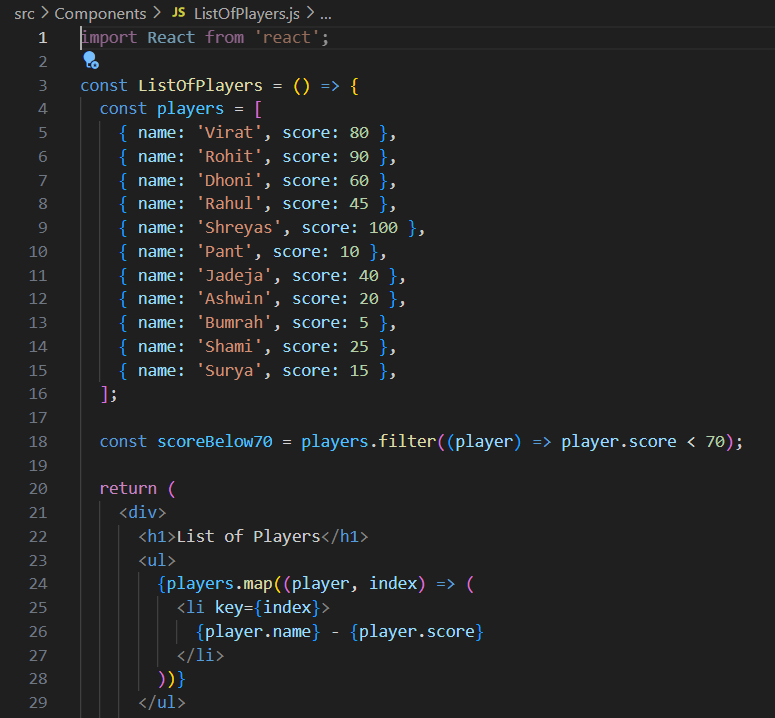 src > Components > JS ListOfPlayers.js > ...
1 import React from 'react';
2
3 const ListOfPlayers = () => {
4   const players = [
5     { name: 'Virat', score: 80 },
6     { name: 'Rohit', score: 90 },
7     { name: 'Dhoni', score: 60 },
8     { name: 'Rahul', score: 45 },
9     { name: 'Shreyas', score: 100 },
10     { name: 'Pant', score: 10 },
11     { name: 'Jadeja', score: 40 },
12     { name: 'Ashwin', score: 20 },
13     { name: 'Bumrah', score: 5 },
14     { name: 'Shami', score: 25 },
15     { name: 'Surya', score: 15 },
16   ];
17
18   const scoreBelow70 = players.filter((player) => player.score < 70);
19
20   return (
21     <div>
22       <h1>List of Players</h1>
23       <ul>
24         {players.map((player, index) => (
25           <li key={index}>
26             {player.name} - {player.score}
27           </li>
28         ))}
29       </ul>